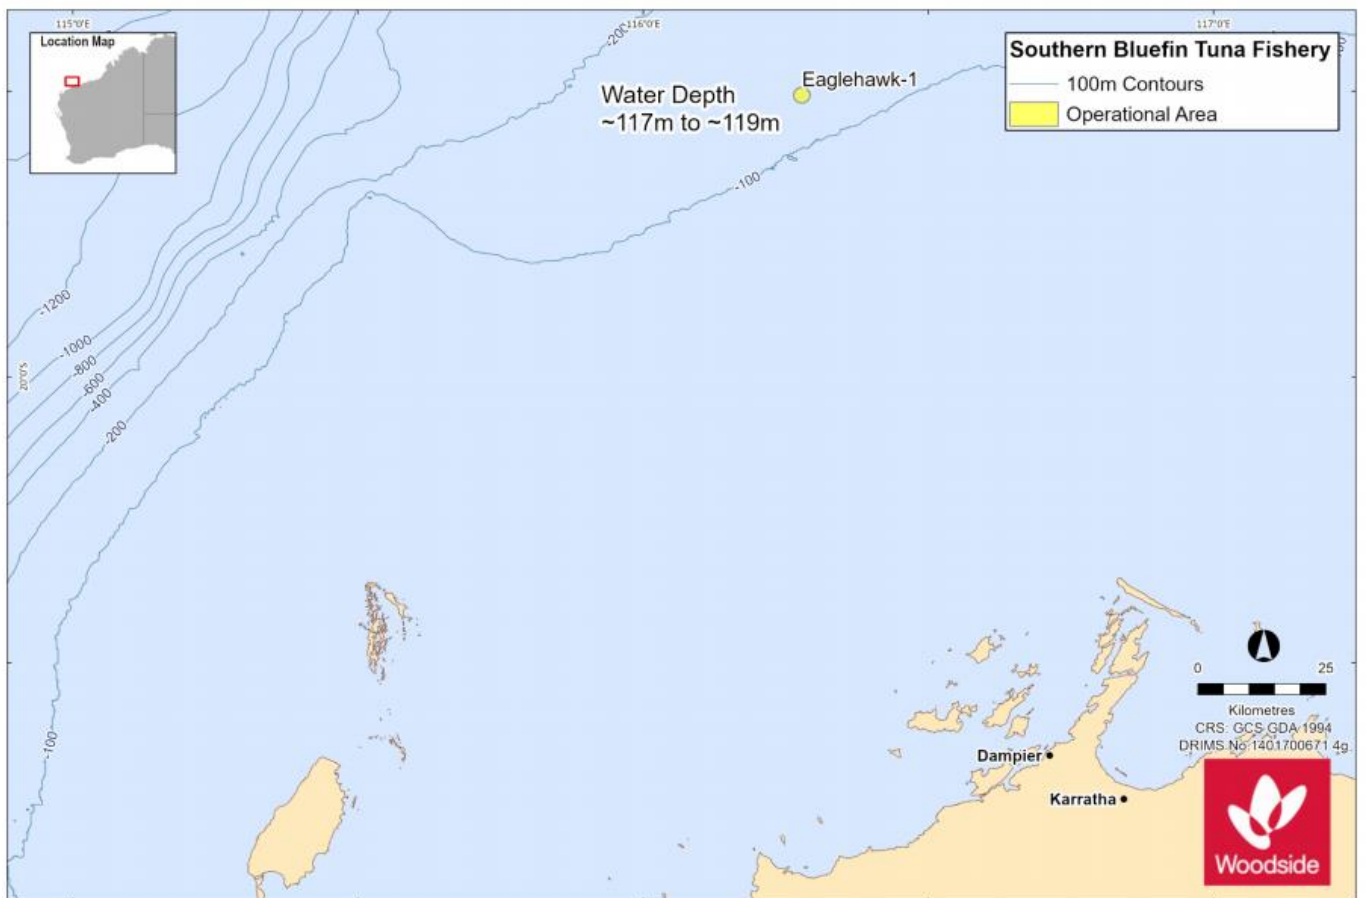 115°0'E
116°0'E
117°0'E
Location Map
-200
Southern Bluefin Tuna Fishery
100m Contours
Operational Area
Eaglehawk-1
Water Depth
~117m to ~119m
-100
-1200
-1000
-800
-600
-400
-200
20°0'S
-100
0 25
Kilometres
CRS: GCS GDA 1994
DRIMS No:1401700671 4g.
Dampier
Karratha
Woodside